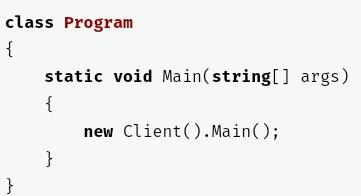 class Program
{
    static void Main(string[] args)
    {
        new Client().Main();
    }
}